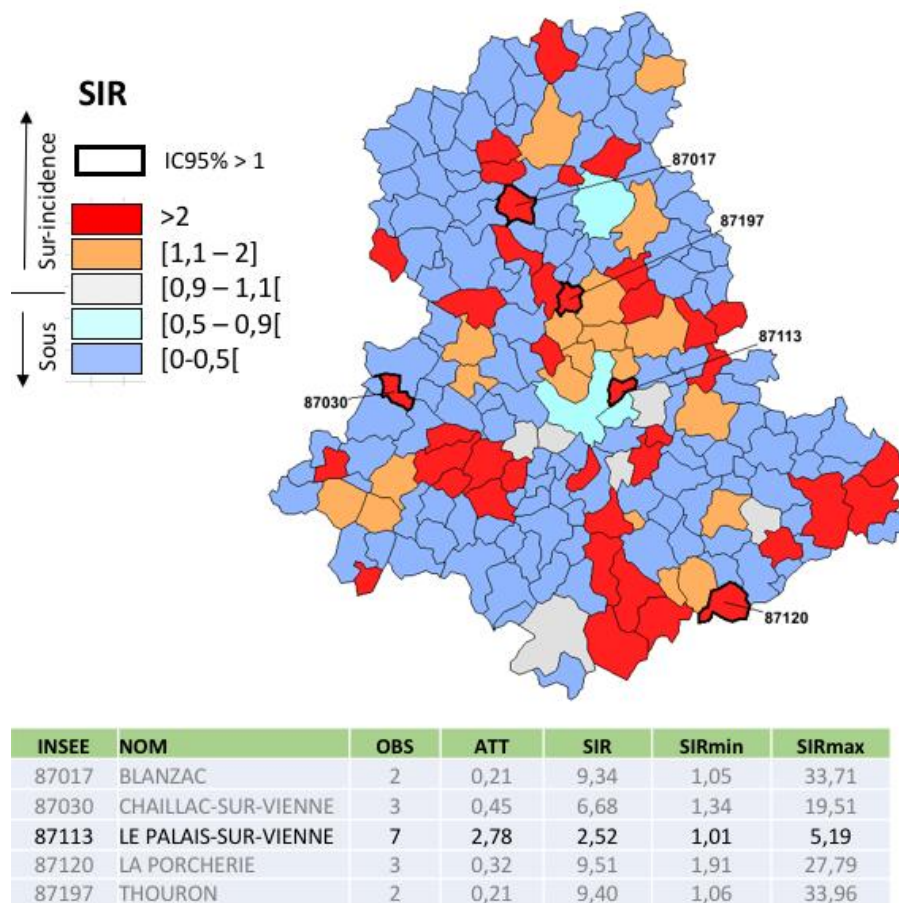 SIR
Sur-incidence
Sous
IC95% > 1
>2
[1,1 – 2]
[0,9 – 1,1[
[0,5 – 0,9[
[0-0,5[
87017
87197
87113
87030
87120
INSEE NOM OBS ATT SIR SIRmin SIRmax
87017 BLANZAC 2 0,21 9,34 1,05 33,71
87030 CHAILLAC-SUR-VIENNE 3 0,45 6,68 1,34 19,51
87113 LE PALAIS-SUR-VIENNE 7 2,78 2,52 1,01 5,19
87120 LA PORCHERIE 3 0,32 9,51 1,91 27,79
87197 THOURON 2 0,21 9,40 1,06 33,96